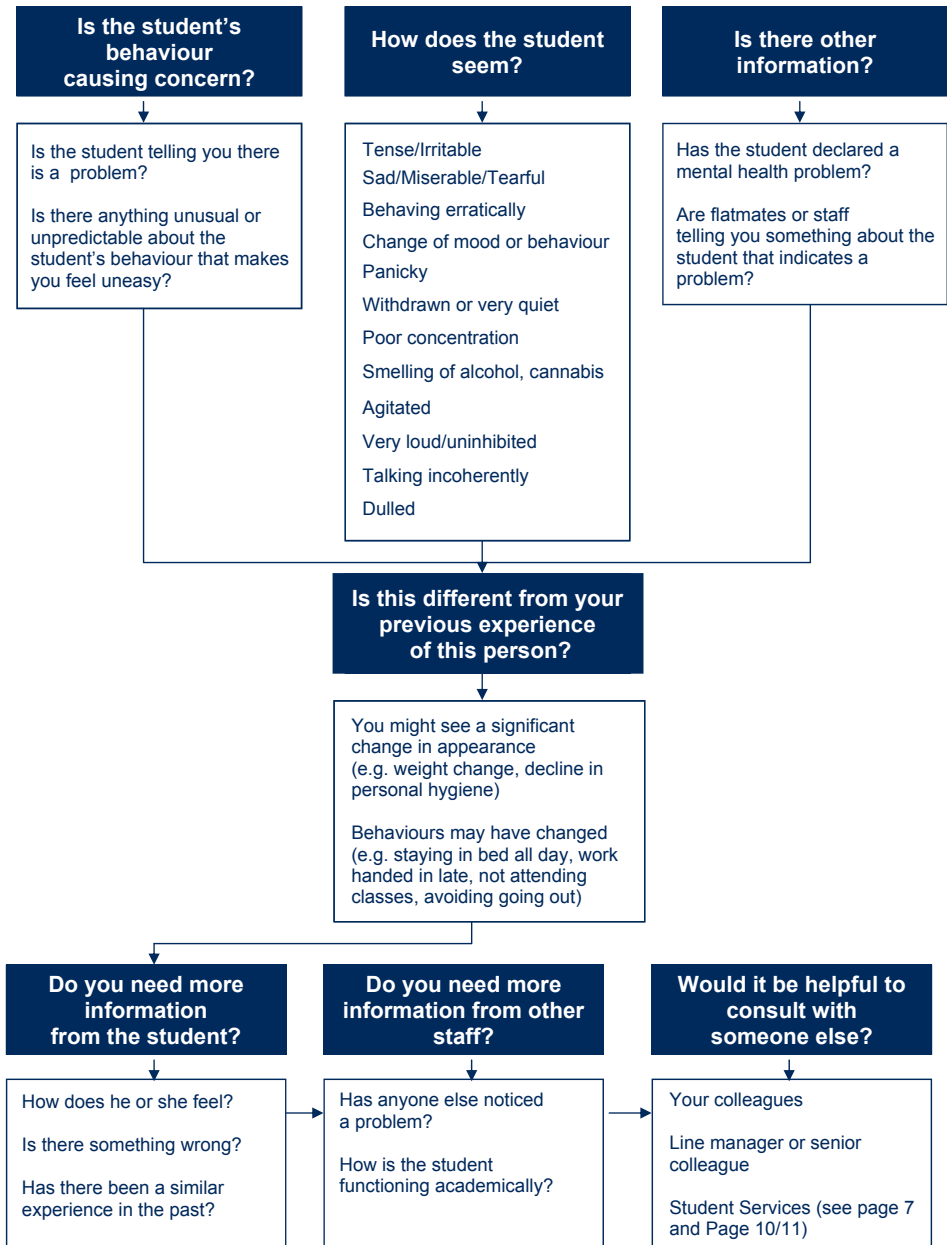 Is the student's
behaviour
causing concern?
Is the student telling you there
is a problem?
Is there anything unusual or
unpredictable about the
student's behaviour that makes
you feel uneasy?
How does the student
seem?
Tense/Irritable
Sad/Miserable/Tearful
Behaving erratically
Change of mood or behaviour
Panicky
Withdrawn or very quiet
Poor concentration
Smelling of alcohol, cannabis
Agitated
Very loud/uninhibited
Talking incoherently
Dulled
Is there other
information?
Has the student declared a
mental health problem?
Are flatmates or staff
telling you something about the
student that indicates a
problem?
Is this different from your
previous experience
of this person?
You might see a significant
change in appearance
(e.g. weight change, decline in
personal hygiene)
Behaviours may have changed
(e.g. staying in bed all day, work
handed in late, not attending
classes, avoiding going out)
Do you need more
information
from the student?
How does he or she feel?
Is there something wrong?
Has there been a similar
experience in the past?
Do you need more
information from other
staff?
Has anyone else noticed
a problem?
How is the student
functioning academically?
Would it be helpful to
consult with
someone else?
Your colleagues
Line manager or senior
colleague
Student Services (see page 7
and Page 10/11)